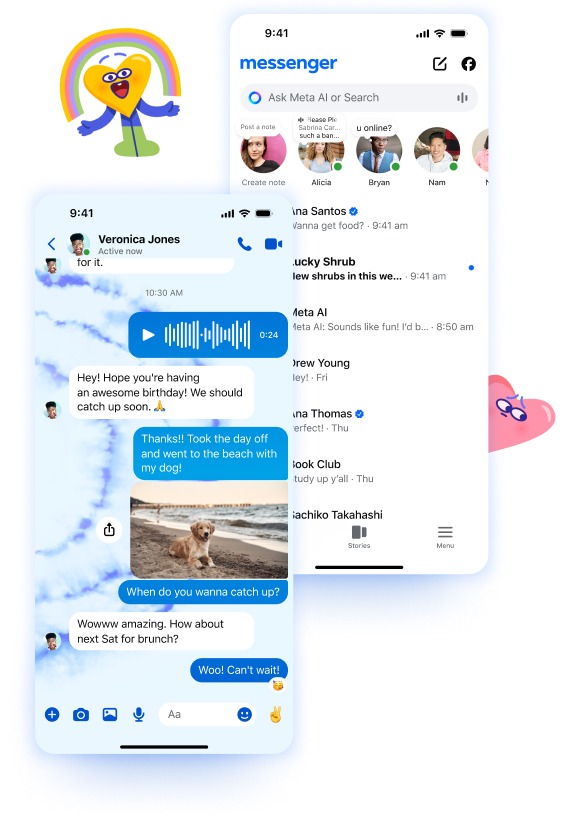 9:41
messenger
Ask Meta AI or Search
Post a note
Please Ple
Sabrina Car...
such a ban...
u online?
Create note
Alicia
Bryan
Nam
Ana Santos
Wanna get food? · 9:41 am
Lucky Shrub
New shrubs in this we... · 9:41 am
Meta AI
Meta AI: Sounds like fun! I'd b... · 8:50 am
Drew Young
Hey! · Fri
Ana Thomas
Perfect! · Thu
Book Club
Study up y'all · Thu
Sachiko Takahashi
Stories
Menu
9:41
Veronica Jones
Active now
for it.
10:30 AM
0:24
Hey! Hope you're having
an awesome birthday! We should
catch up soon. 🙏
Thanks!! Took the day off
and went to the beach with
my dog!
When do you wanna catch up?
Wowww amazing. How about
next Sat for brunch?
Woo! Can't wait!
Aa